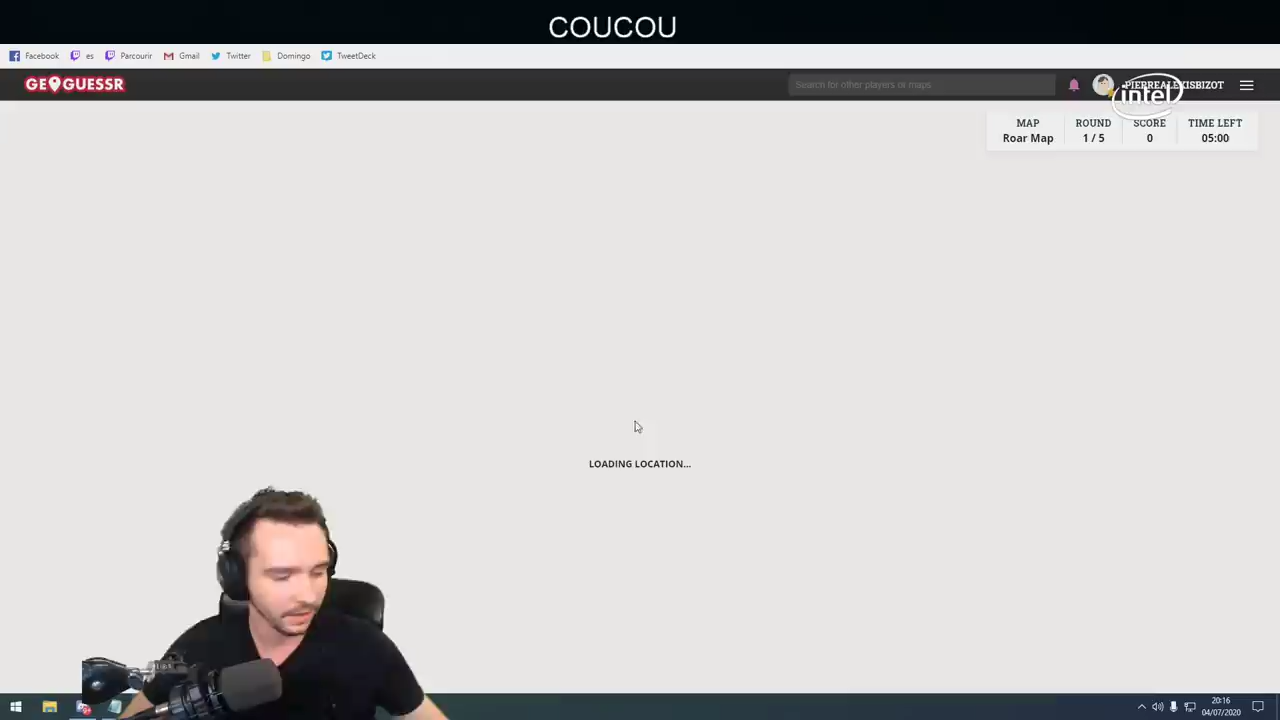 COUCOU
Facebook es Parcourir Gmail Twitter Domingo TweetDeck
GEOGUESSR Search for other players or maps PIERREALEXISBIZOT
intel
MAP ROUND SCORE TIME LEFT
Roar Map 1 / 5 0 05:00
LOADING LOCATION...
20:16
04/07/2020